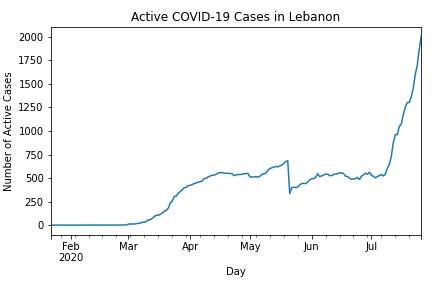 Active COVID-19 Cases in Lebanon
Number of Active Cases
2000
1750
1500
1250
1000
750
500
250
0
Feb Mar Apr May Jun Jul
2020
Day